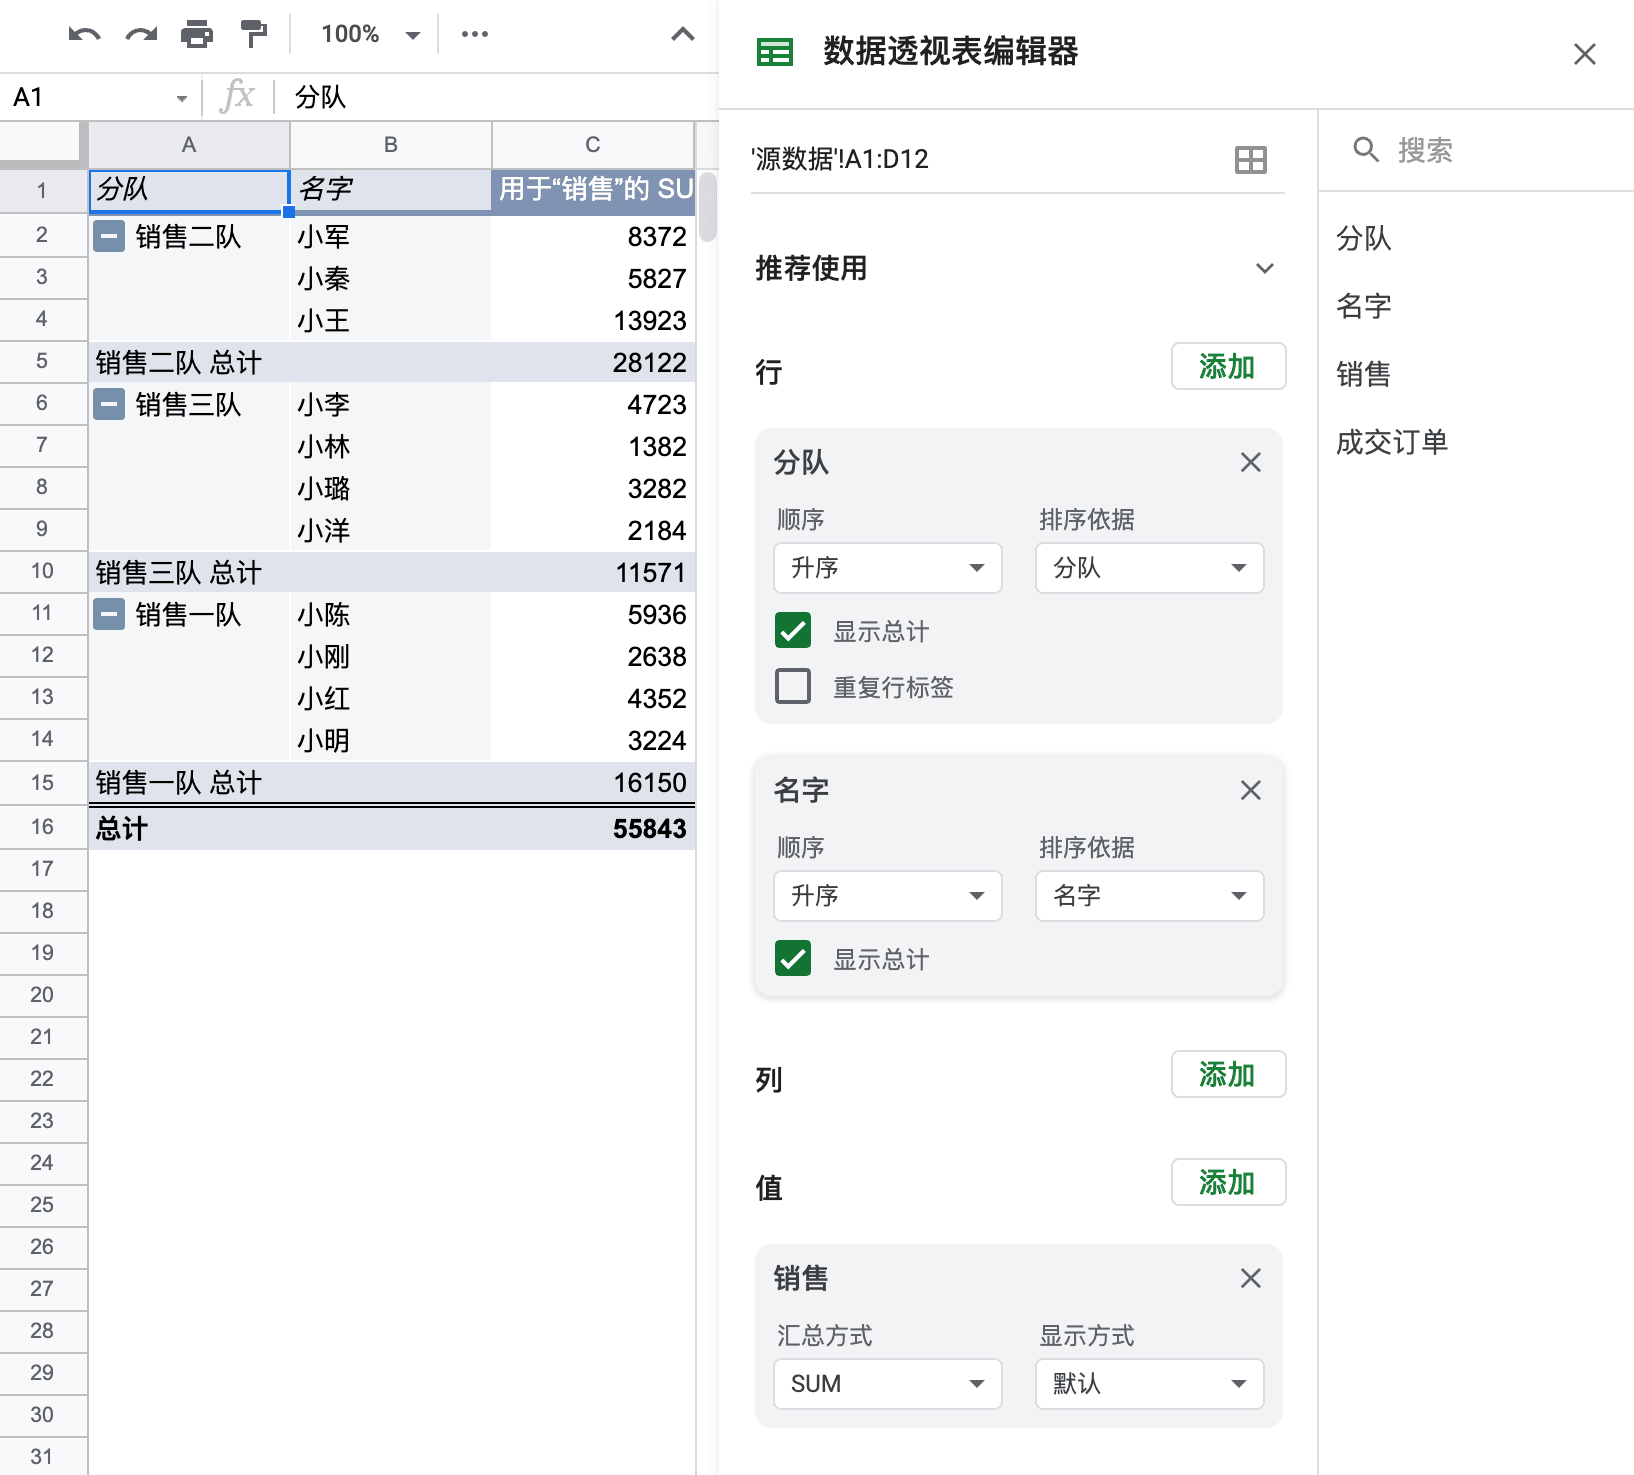 100%
A1
fx
分队
A
B
C
1
分队
名字
用于“销售”的 SU
2
销售二队
小军
8372
3
小秦
5827
4
小王
13923
5
销售二队 总计
28122
6
销售三队
小李
4723
7
小林
1382
8
小璐
3282
9
小洋
2184
10
销售三队 总计
11571
11
销售一队
小陈
5936
12
小刚
2638
13
小红
4352
14
小明
3224
15
销售一队 总计
16150
16
总计
55843
17
18
19
20
21
22
23
24
25
26
27
28
29
30
31
数据透视表编辑器
'源数据'!A1:D12
推荐使用
行
添加
分队
顺序
排序依据
升序
分队
显示总计
重复行标签
名字
顺序
排序依据
升序
名字
显示总计
列
添加
值
添加
销售
汇总方式
显示方式
SUM
默认
搜索
分队
名字
销售
成交订单